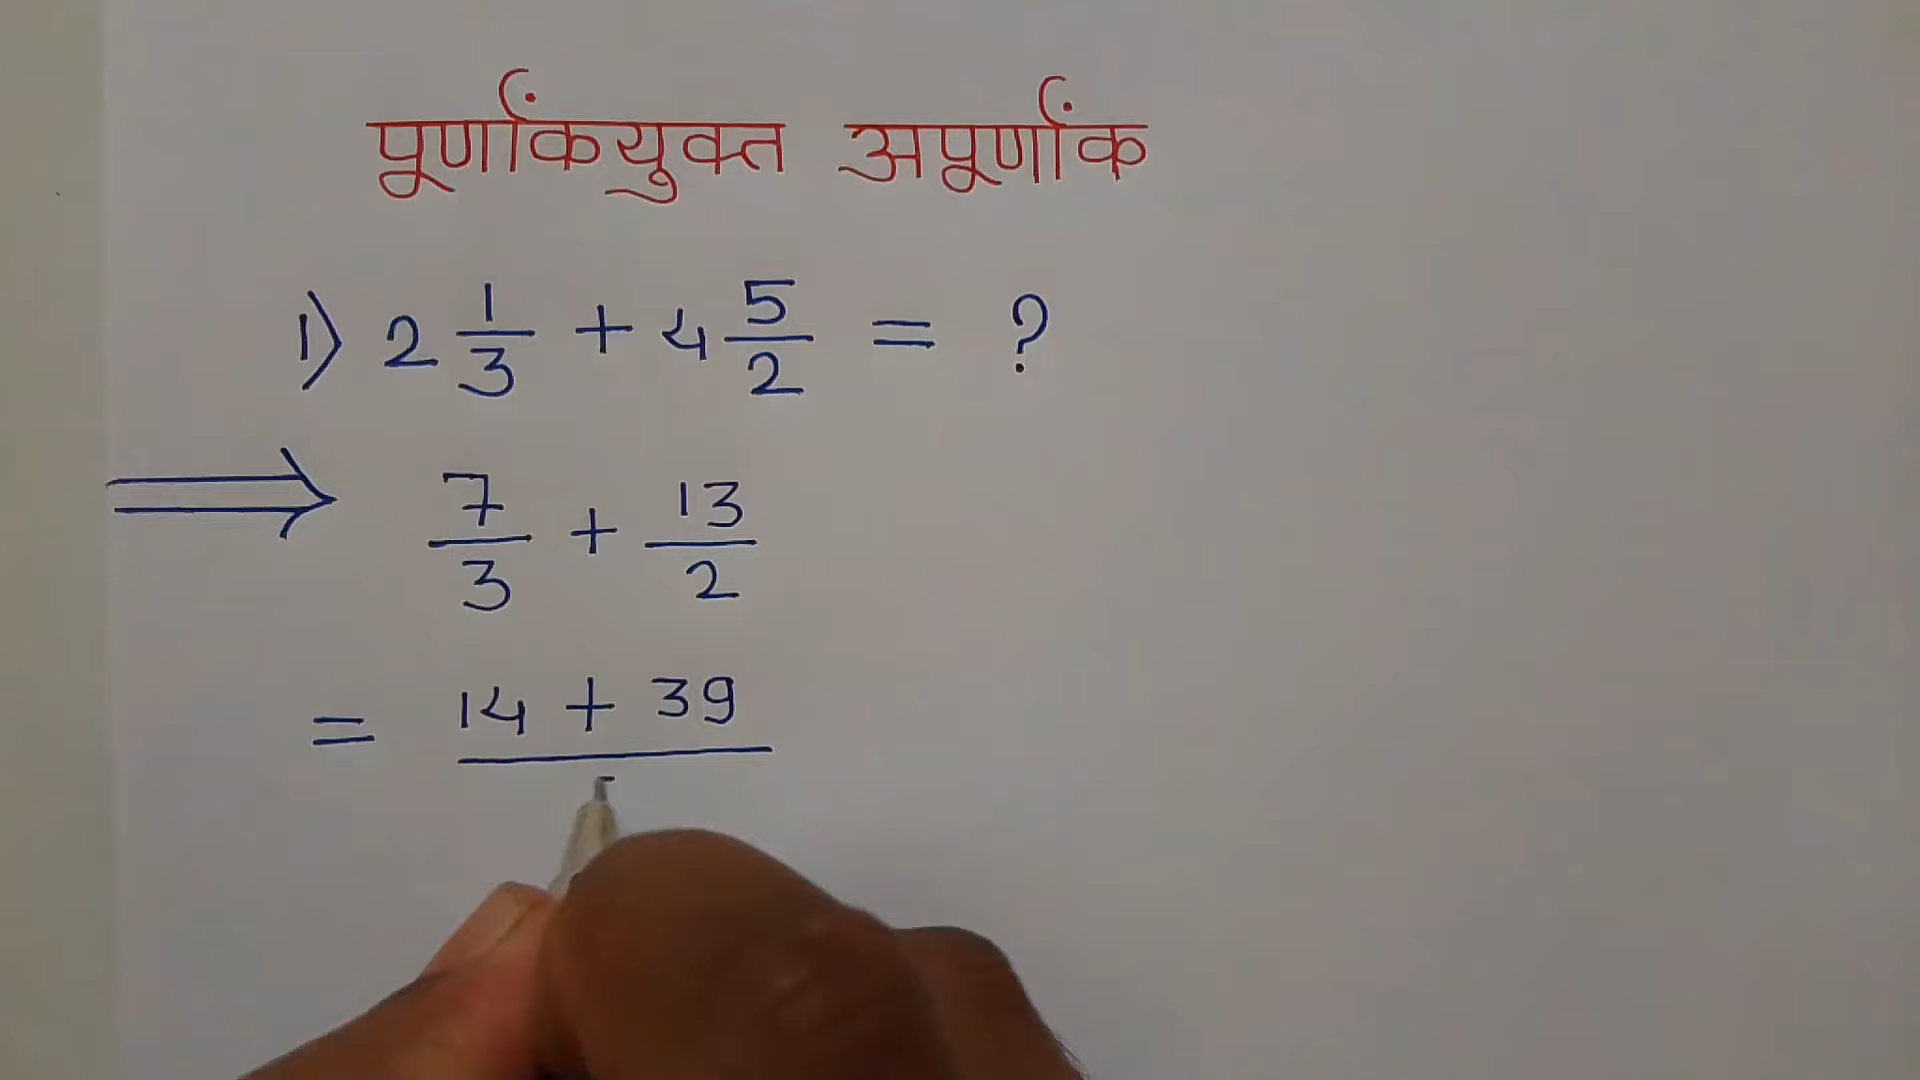 पूर्णांकयुक्त अपूर्णांक
1) 2 1/3 + 4 5/2 = ?
⟹ 7/3 + 13/2
= 14 + 39